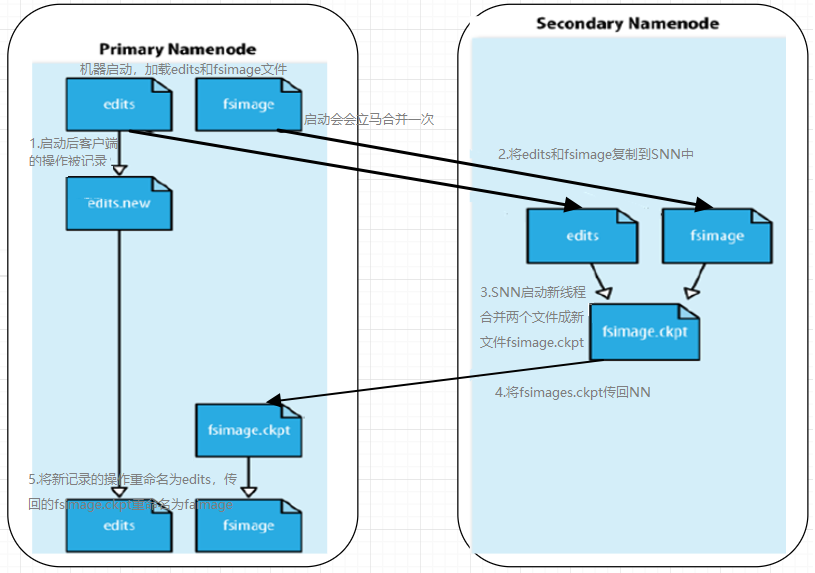 Primary Namenode
机器启动，加载edits和fsimage文件
edits
fsimage
启动会会立马合并一次
1.启动后客户端
的操作被记录
edits.new
fsimage.ckpt
5.将新记录的操作重命名为edits，传
回的fsimage.ckpt重命名为faimage
edits
fsimage
Secondary Namenode
2.将edits和fsimage复制到SNN中
edits
fsimage
3.SNN启动新线程
合并两个文件成新
文件fsimage.ckpt
fsimage.ckpt
4.将fsimages.ckpt传回NN